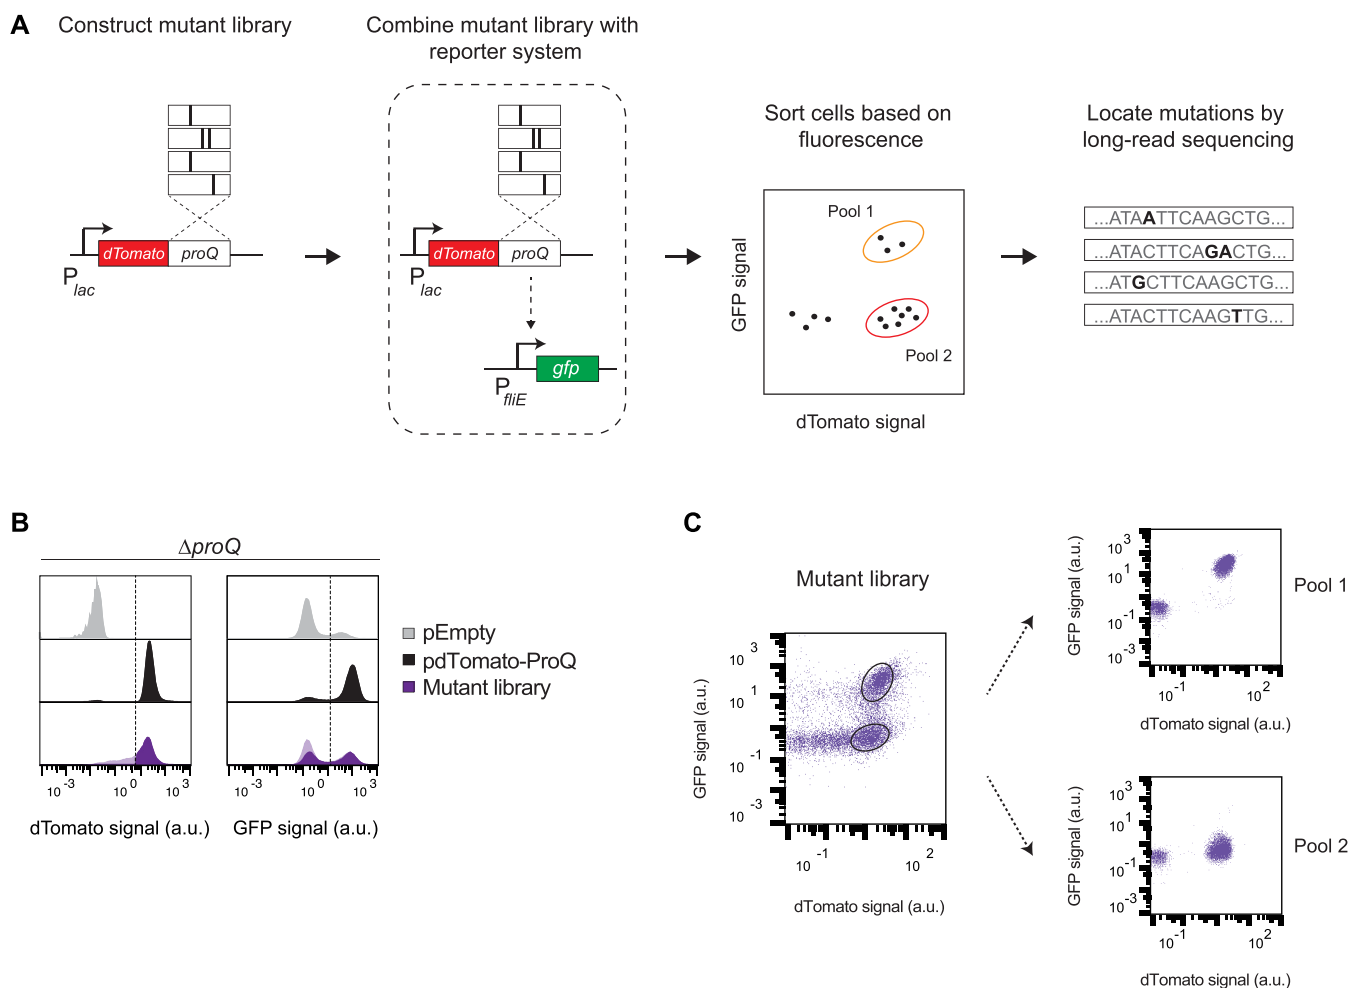 A
Construct mutant library
Combine mutant library with
reporter system
Sort cells based on
fluorescence
Locate mutations by
long-read sequencing
dTomato
proQ
Plac
dTomato
proQ
Plac
gfp
PfliE
GFP signal
Pool 1
Pool 2
dTomato signal
...ATAATTCAAGCTG...
...ATACTTCAGACTG...
...ATGCTTCAAGCTG...
...ATACTTCAAGTTG...
B
ΔproQ
pEmpty
pdTomato-ProQ
Mutant library
10 -3
10 0
10 3
10 -3
10 0
10 3
dTomato signal (a.u.)
GFP signal (a.u.)
C
Mutant library
GFP signal (a.u.)
10 3
10 1
10 -1
10 -3
10 -1
10 2
dTomato signal (a.u.)
GFP signal (a.u.)
10 3
10 1
10 -1
10 -3
10 -1
10 2
dTomato signal (a.u.)
Pool 1
GFP signal (a.u.)
10 3
10 1
10 -1
10 -3
10 -1
10 2
dTomato signal (a.u.)
Pool 2